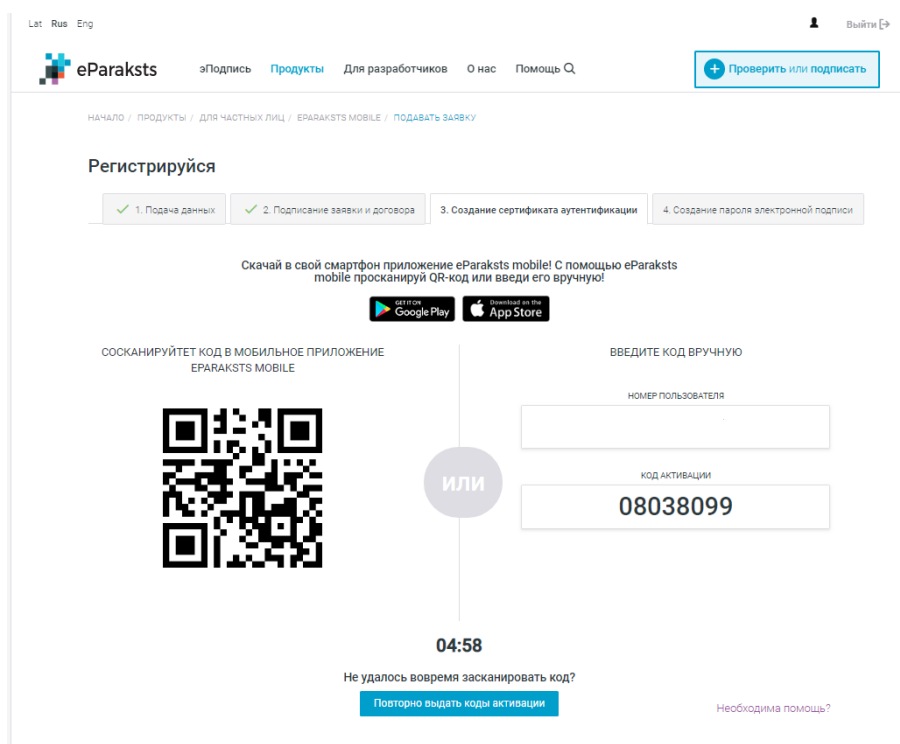 Lat Rus Eng
Выйти
eParaksts
эПодпись Продукты Для разработчиков О нас Помощь
Проверить или подписать
НАЧАЛО / ПРОДУКТЫ / ДЛЯ ЧАСТНЫХ ЛИЦ / EPARAKSTS MOBILE / ПОДАВАТЬ ЗАЯВКУ
Регистрируйся
1. Подача данных
2. Подписание заявки и договора
3. Создание сертификата аутентификации
4. Создание пароля электронной подписи
Скачай в свой смартфон приложение eParaksts mobile! С помощью eParaksts
mobile просканируй QR-код или введи его вручную!
GET IT ON
Google Play
Download on the
App Store
СОСКАНИРУЙТЕТ КОД В МОБИЛЬНОЕ ПРИЛОЖЕНИЕ
EPARAKSTS MOBILE
ИЛИ
ВВЕДИТЕ КОД ВРУЧНУЮ
НОМЕР ПОЛЬЗОВАТЕЛЯ
КОД АКТИВАЦИИ
08038099
04:58
Не удалось вовремя засканировать код?
Повторно выдать коды активации
Необходима помощь?